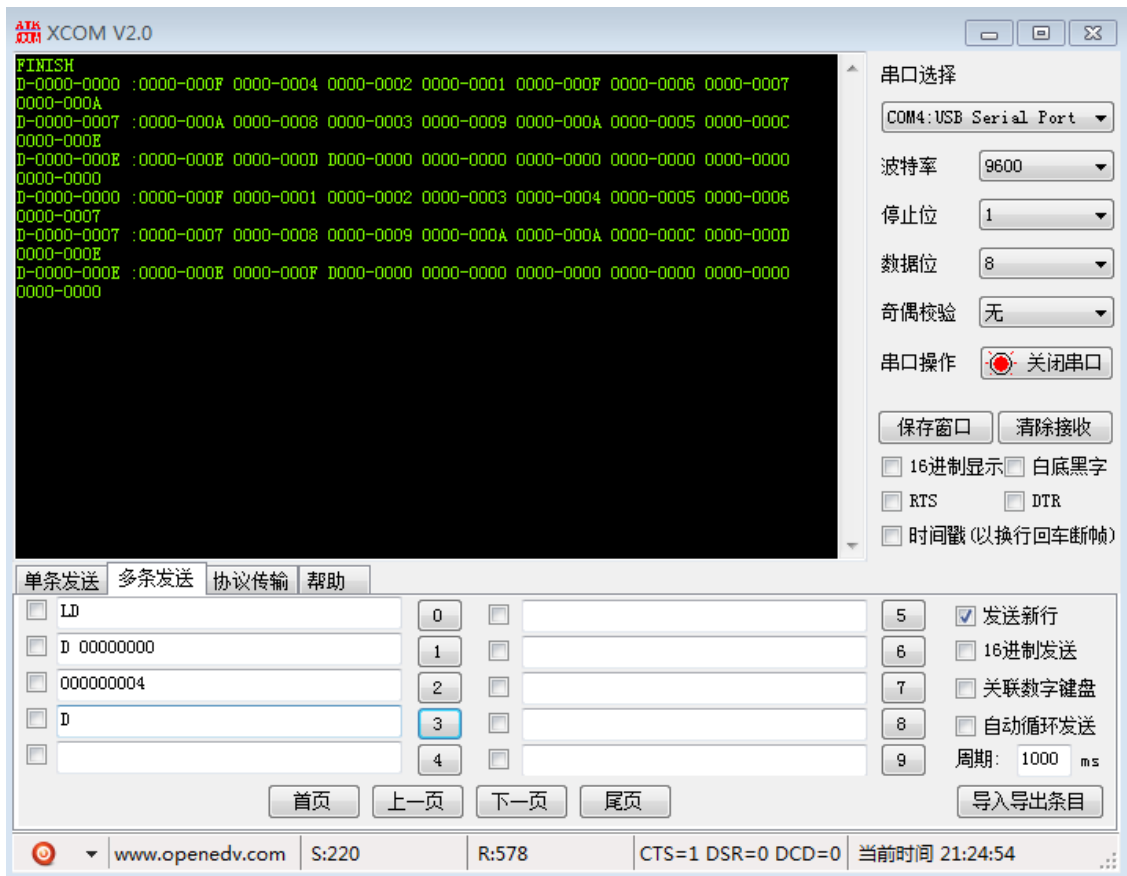 ATK COM XCOM V2.0
FINISH
D-0000-0000 :0000-000F 0000-0004 0000-0002 0000-0001 0000-000F 0000-0006 0000-0007
0000-000A
D-0000-0007 :0000-000A 0000-0008 0000-0003 0000-0009 0000-000A 0000-0005 0000-000C
0000-000E
D-0000-000E :0000-000E 0000-000D D000-0000 0000-0000 0000-0000 0000-0000 0000-0000
0000-0000
D-0000-0000 :0000-000F 0000-0001 0000-0002 0000-0003 0000-0004 0000-0005 0000-0006
0000-0007
D-0000-0007 :0000-0007 0000-0008 0000-0009 0000-000A 0000-000A 0000-000C 0000-000D
0000-000E
D-0000-000E :0000-000E 0000-000F D000-0000 0000-0000 0000-0000 0000-0000 0000-0000
0000-0000
串口选择
COM4:USB Serial Port
波特率 9600
停止位 1
数据位 8
奇偶校验 无
串口操作 关闭串口
保存窗口 清除接收
16进制显示 白底黑字
RTS DTR
时间戳(以换行回车断帧)
单条发送 多条发送 协议传输 帮助
LD 0 5 发送新行
D 00000000 1 6 16进制发送
000000004 2 7 关联数字键盘
D 3 8 自动循环发送
4 9 周期: 1000 ms
首页 上一页 下一页 尾页 导入导出条目
www.openedv.com S:220 R:578 CTS=1 DSR=0 DCD=0 当前时间 21:24:54